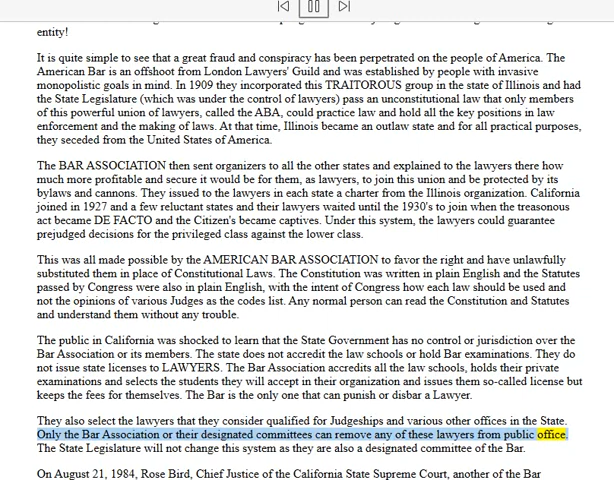 entity!
It is quite simple to see that a great fraud and conspiracy has been perpetrated on the people of America. The
American Bar is an offshoot from London Lawyers' Guild and was established by people with invasive
monopolistic goals in mind. In 1909 they incorporated this TRAITOROUS group in the state of Illinois and had
the State Legislature (which was under the control of lawyers) pass an unconstitutional law that only members
of this powerful union of lawyers, called the ABA, could practice law and hold all the key positions in law
enforcement and the making of laws. At that time, Illinois became an outlaw state and for all practical purposes,
they seceded from the United States of America.
The BAR ASSOCIATION then sent organizers to all the other states and explained to the lawyers there how
much more profitable and secure it would be for them, as lawyers, to join this union and be protected by its
bylaws and cannons. They issued to the lawyers in each state a charter from the Illinois organization. California
joined in 1927 and a few reluctant states and their lawyers waited until the 1930's to join when the treasonous
act became DE FACTO and the Citizen's became captives. Under this system, the lawyers could guarantee
prejudged decisions for the privileged class against the lower class.
This was all made possible by the AMERICAN BAR ASSOCIATION to favor the right and have unlawfully
substituted them in place of Constitutional Laws. The Constitution was written in plain English and the Statutes
passed by Congress were also in plain English, with the intent of Congress how each law should be used and
not the opinions of various Judges as the codes list. Any normal person can read the Constitution and Statutes
and understand them without any trouble.
The public in California was shocked to learn that the State Government has no control or jurisdiction over the
Bar Association or its members. The state does not accredit the law schools or hold Bar examinations. They do
not issue state licenses to LAWYERS. The Bar Association accredits all the law schools, holds their private
examinations and selects the students they will accept in their organization and issues them so-called license but
keeps the fees for themselves. The Bar is the only one that can punish or disbar a Lawyer.
They also select the lawyers that they consider qualified for Judgeships and various other offices in the State.
Only the Bar Association or their designated committees can remove any of these lawyers from public office.
The State Legislature will not change this system as they are also a designated committee of the Bar.
On August 21, 1984, Rose Bird, Chief Justice of the California State Supreme Court, another of the Bar